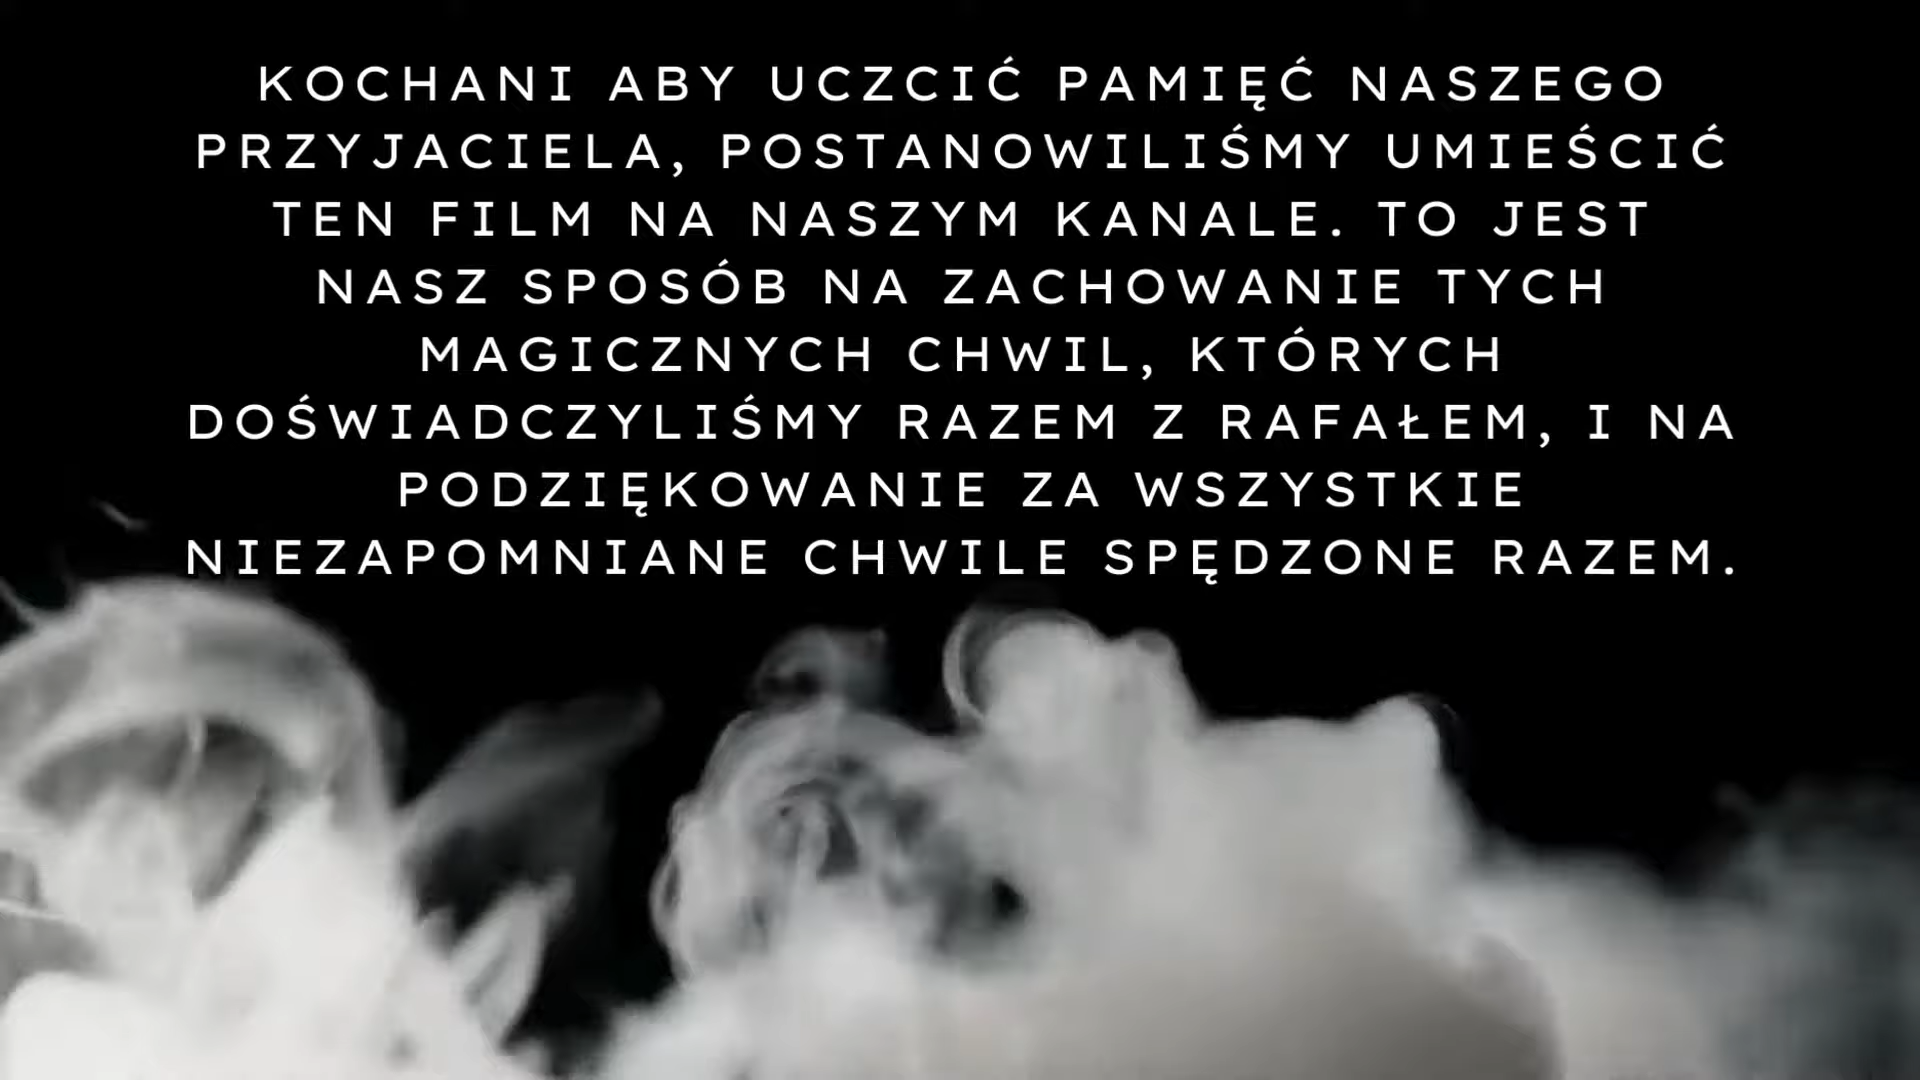 KOCHANI ABY UCZCIĆ PAMIĘĆ NASZEGO
PRZYJACIELA, POSTANOWILIŚMY UMIEŚCIĆ
TEN FILM NA NASZYM KANALE. TO JEST
NASZ SPOSÓB NA ZACHOWANIE TYCH
MAGICZNYCH CHWIL, KTÓRYCH
DOŚWIADCZYLIŚMY RAZEM Z RAFAŁEM, I NA
PODZIĘKOWANIE ZA WSZYSTKIE
NIEZAPOMNIANE CHWILE SPĘDZONE RAZEM.